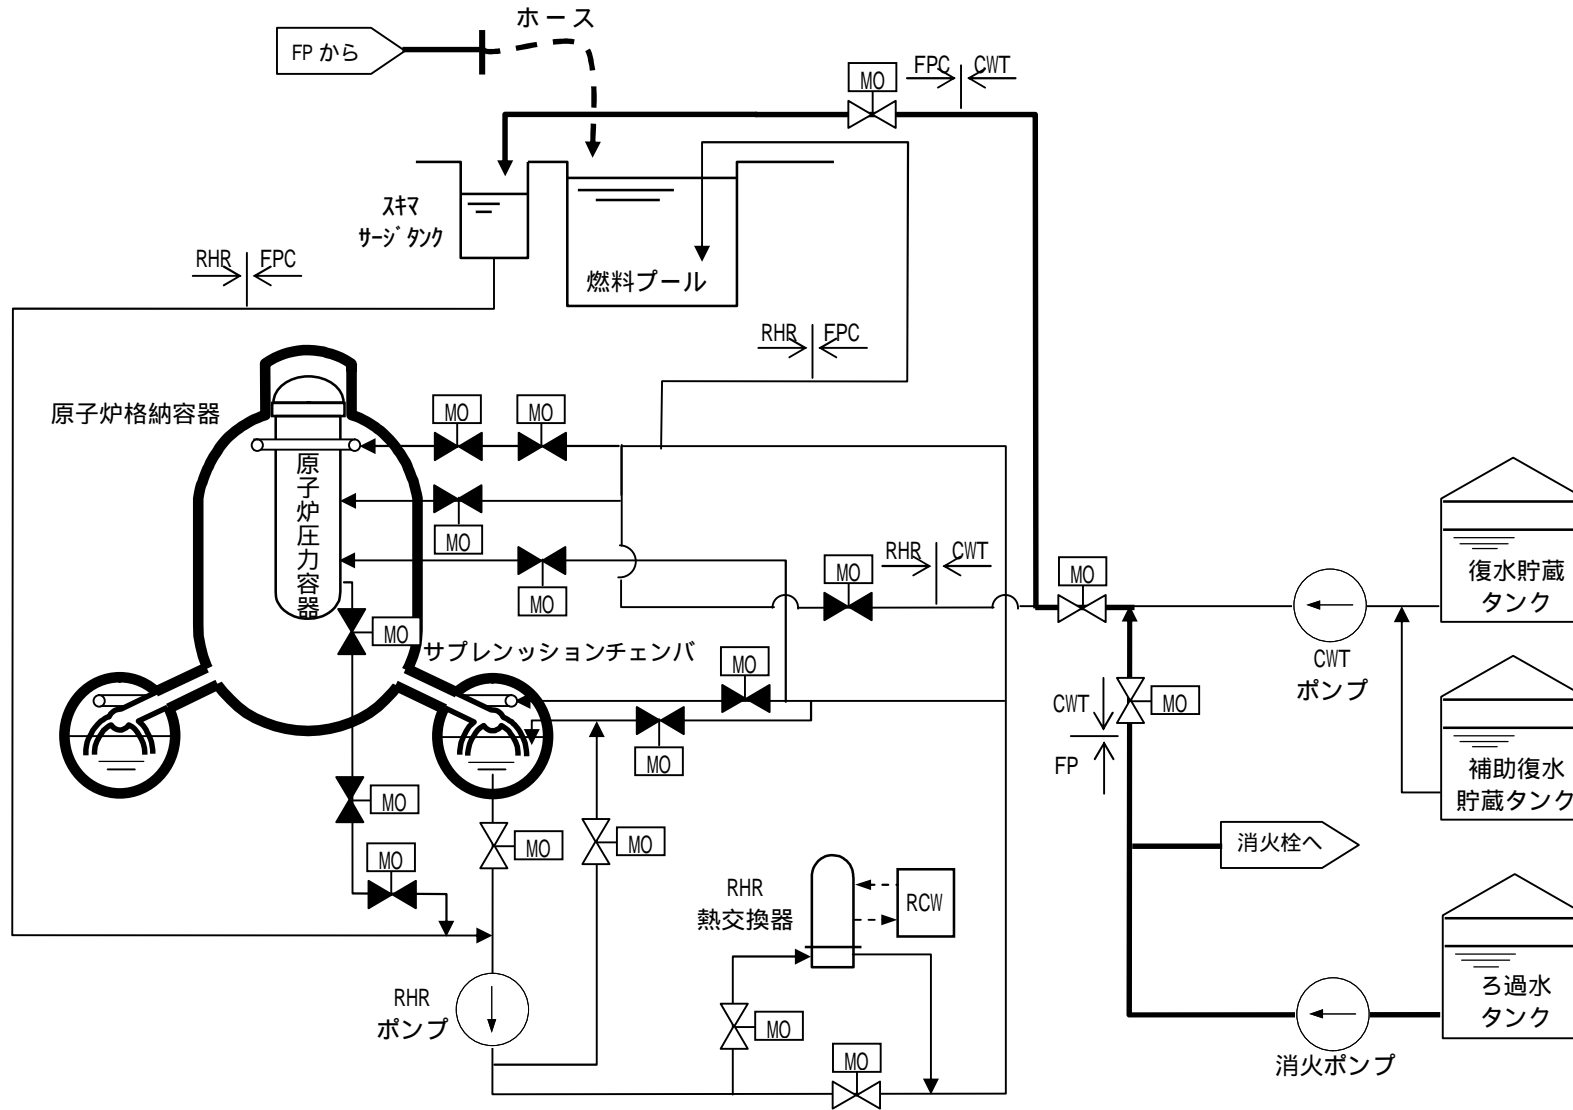 ホース
FP から
MO
FPC
CWT
スキマ
サージタンク
燃料プール
RHR
FPC
RHR
FPC
原子炉格納容器
MO
MO
原子炉圧力容器
MO
MO
RHR
CWT
MO
MO
MO
サプレンッションチェンバ
MO
MO
CWT
FP
MO
CWT
ポンプ
復水貯蔵
タンク
補助復水
貯蔵タンク
MO
MO
MO
MO
消火栓へ
RHR
熱交換器
RCW
RHR
ポンプ
MO
MO
消火ポンプ
ろ過水
タンク